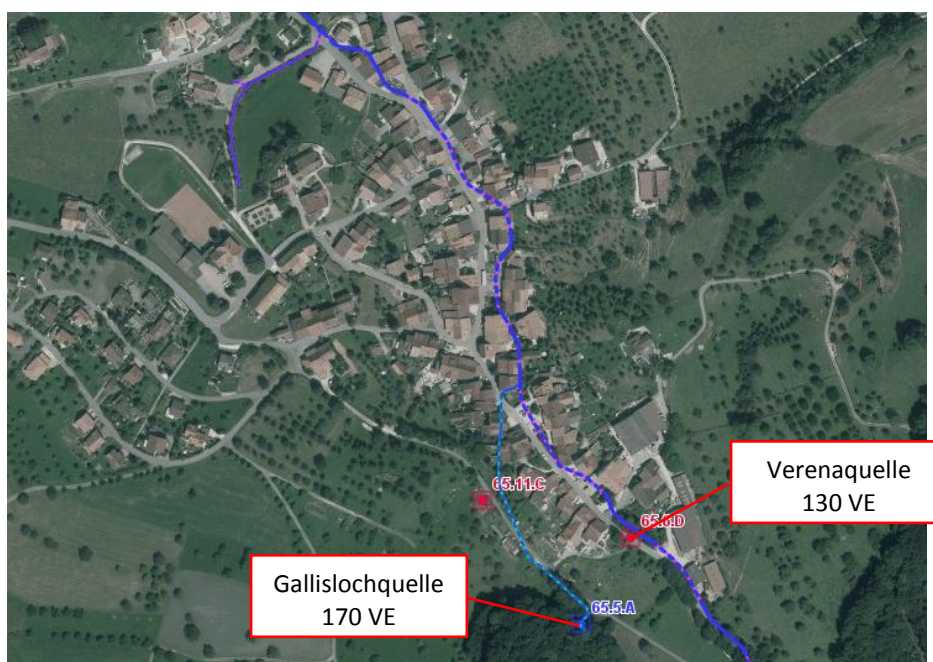 65.11.C
65.6.D
Verenaquelle
130 VE
Gallislochquelle
170 VE
65.5.A